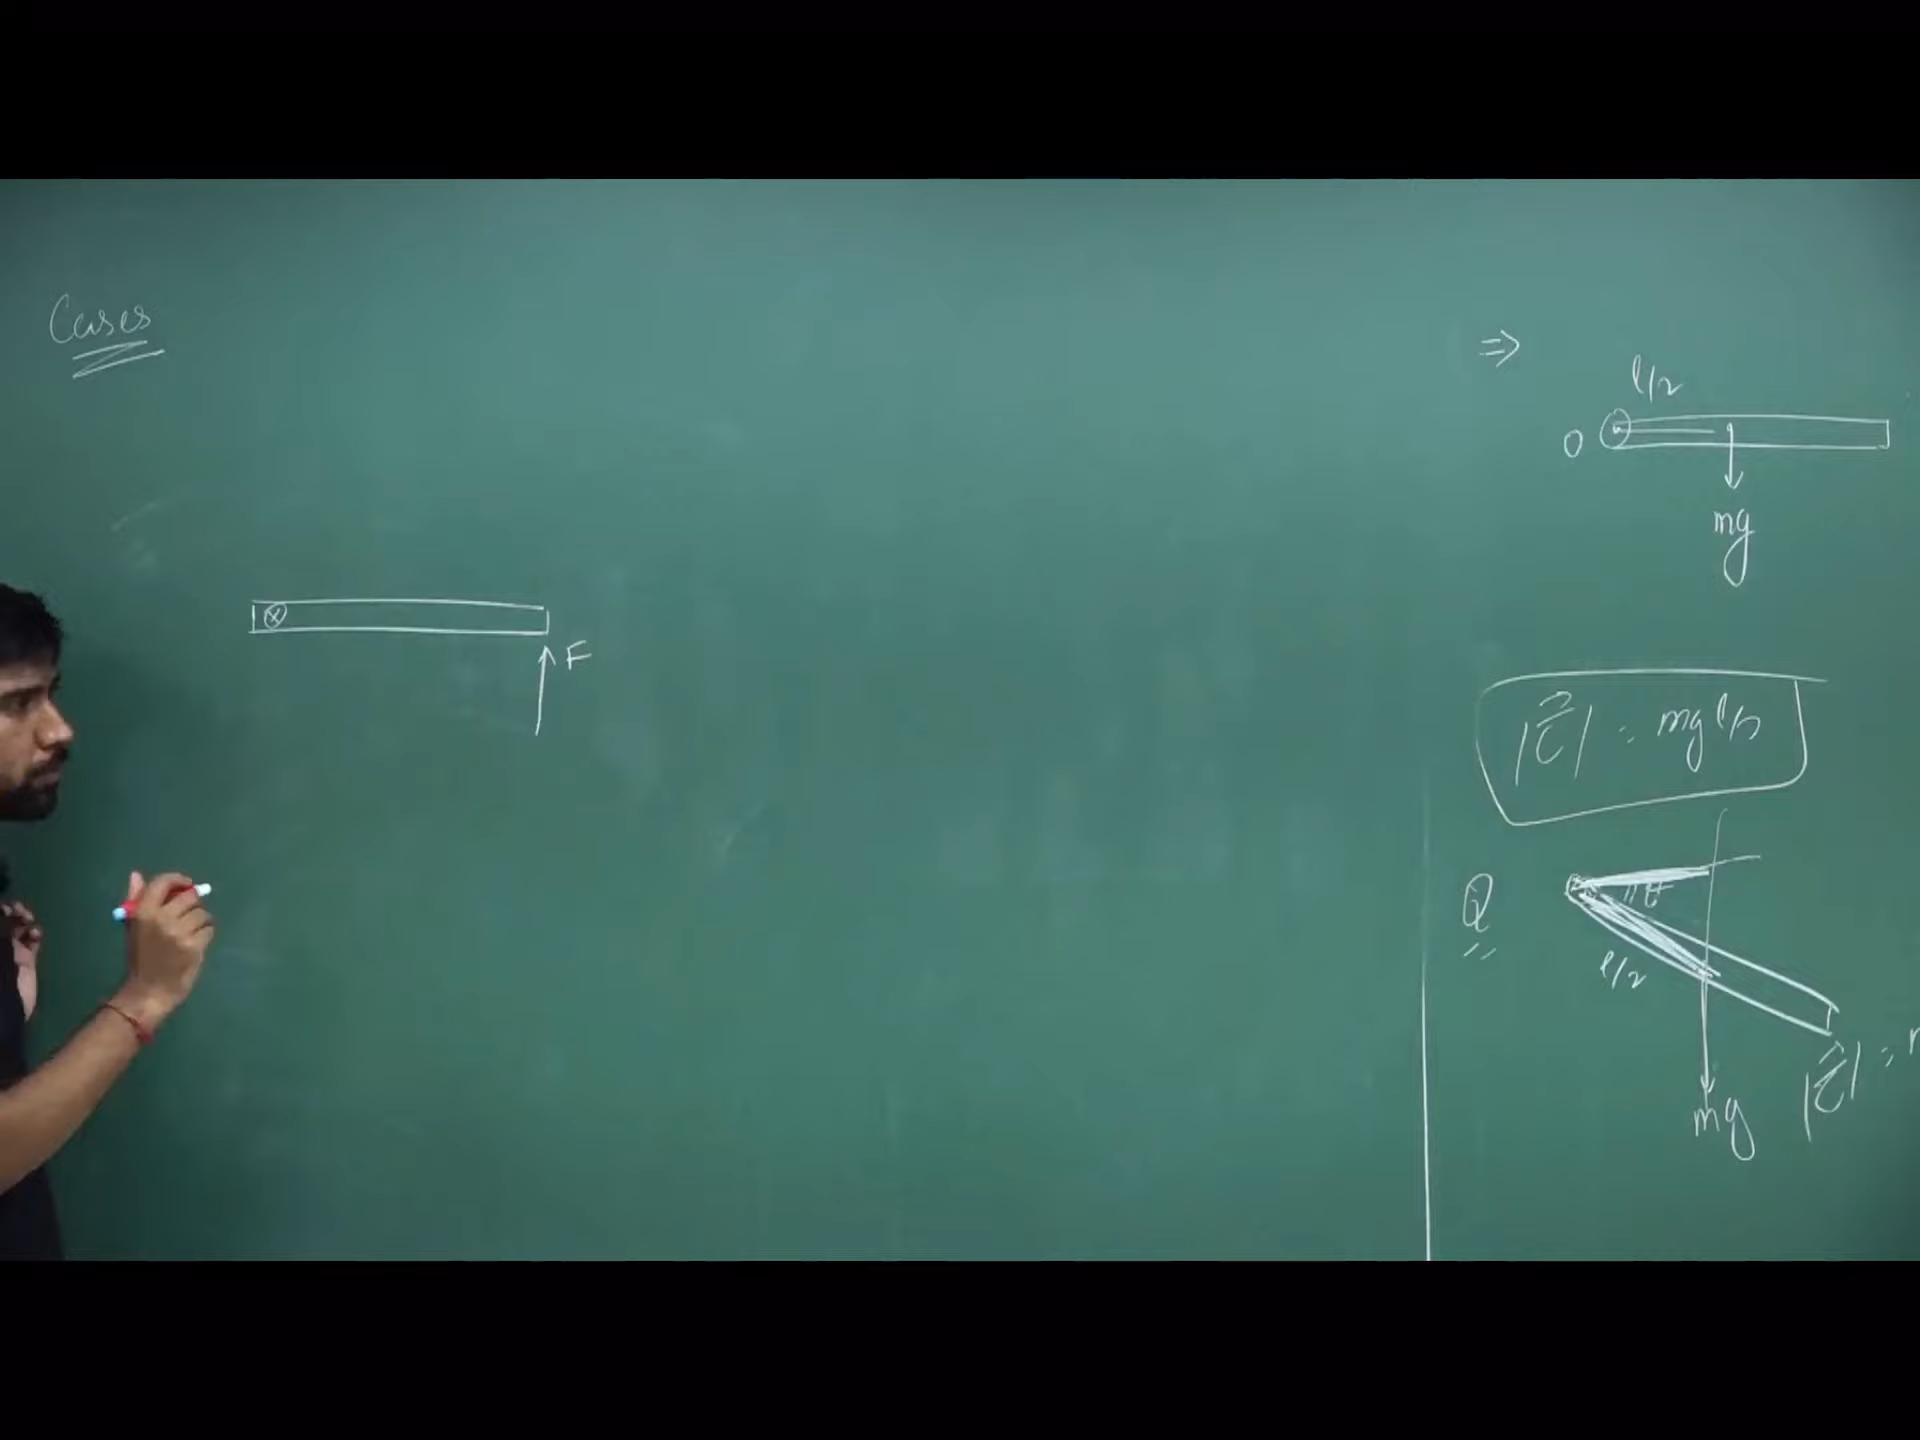 Cases
F
⇒
l/2
O
mg
|τ⃗| = mg l/2
Q
l/2
mg
|τ⃗| =